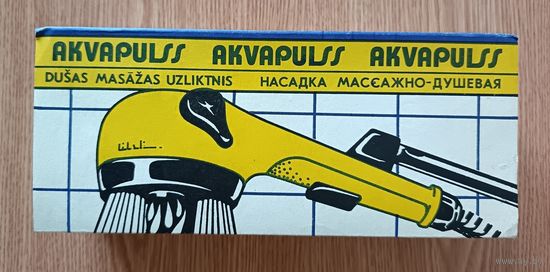 AKVAPULSS AKVAPULSS AKVAPULSS
DUŠAS MASĀŽAS UZLIKTNIS НАСАДКА МАССАЖНО-ДУШЕВАЯ